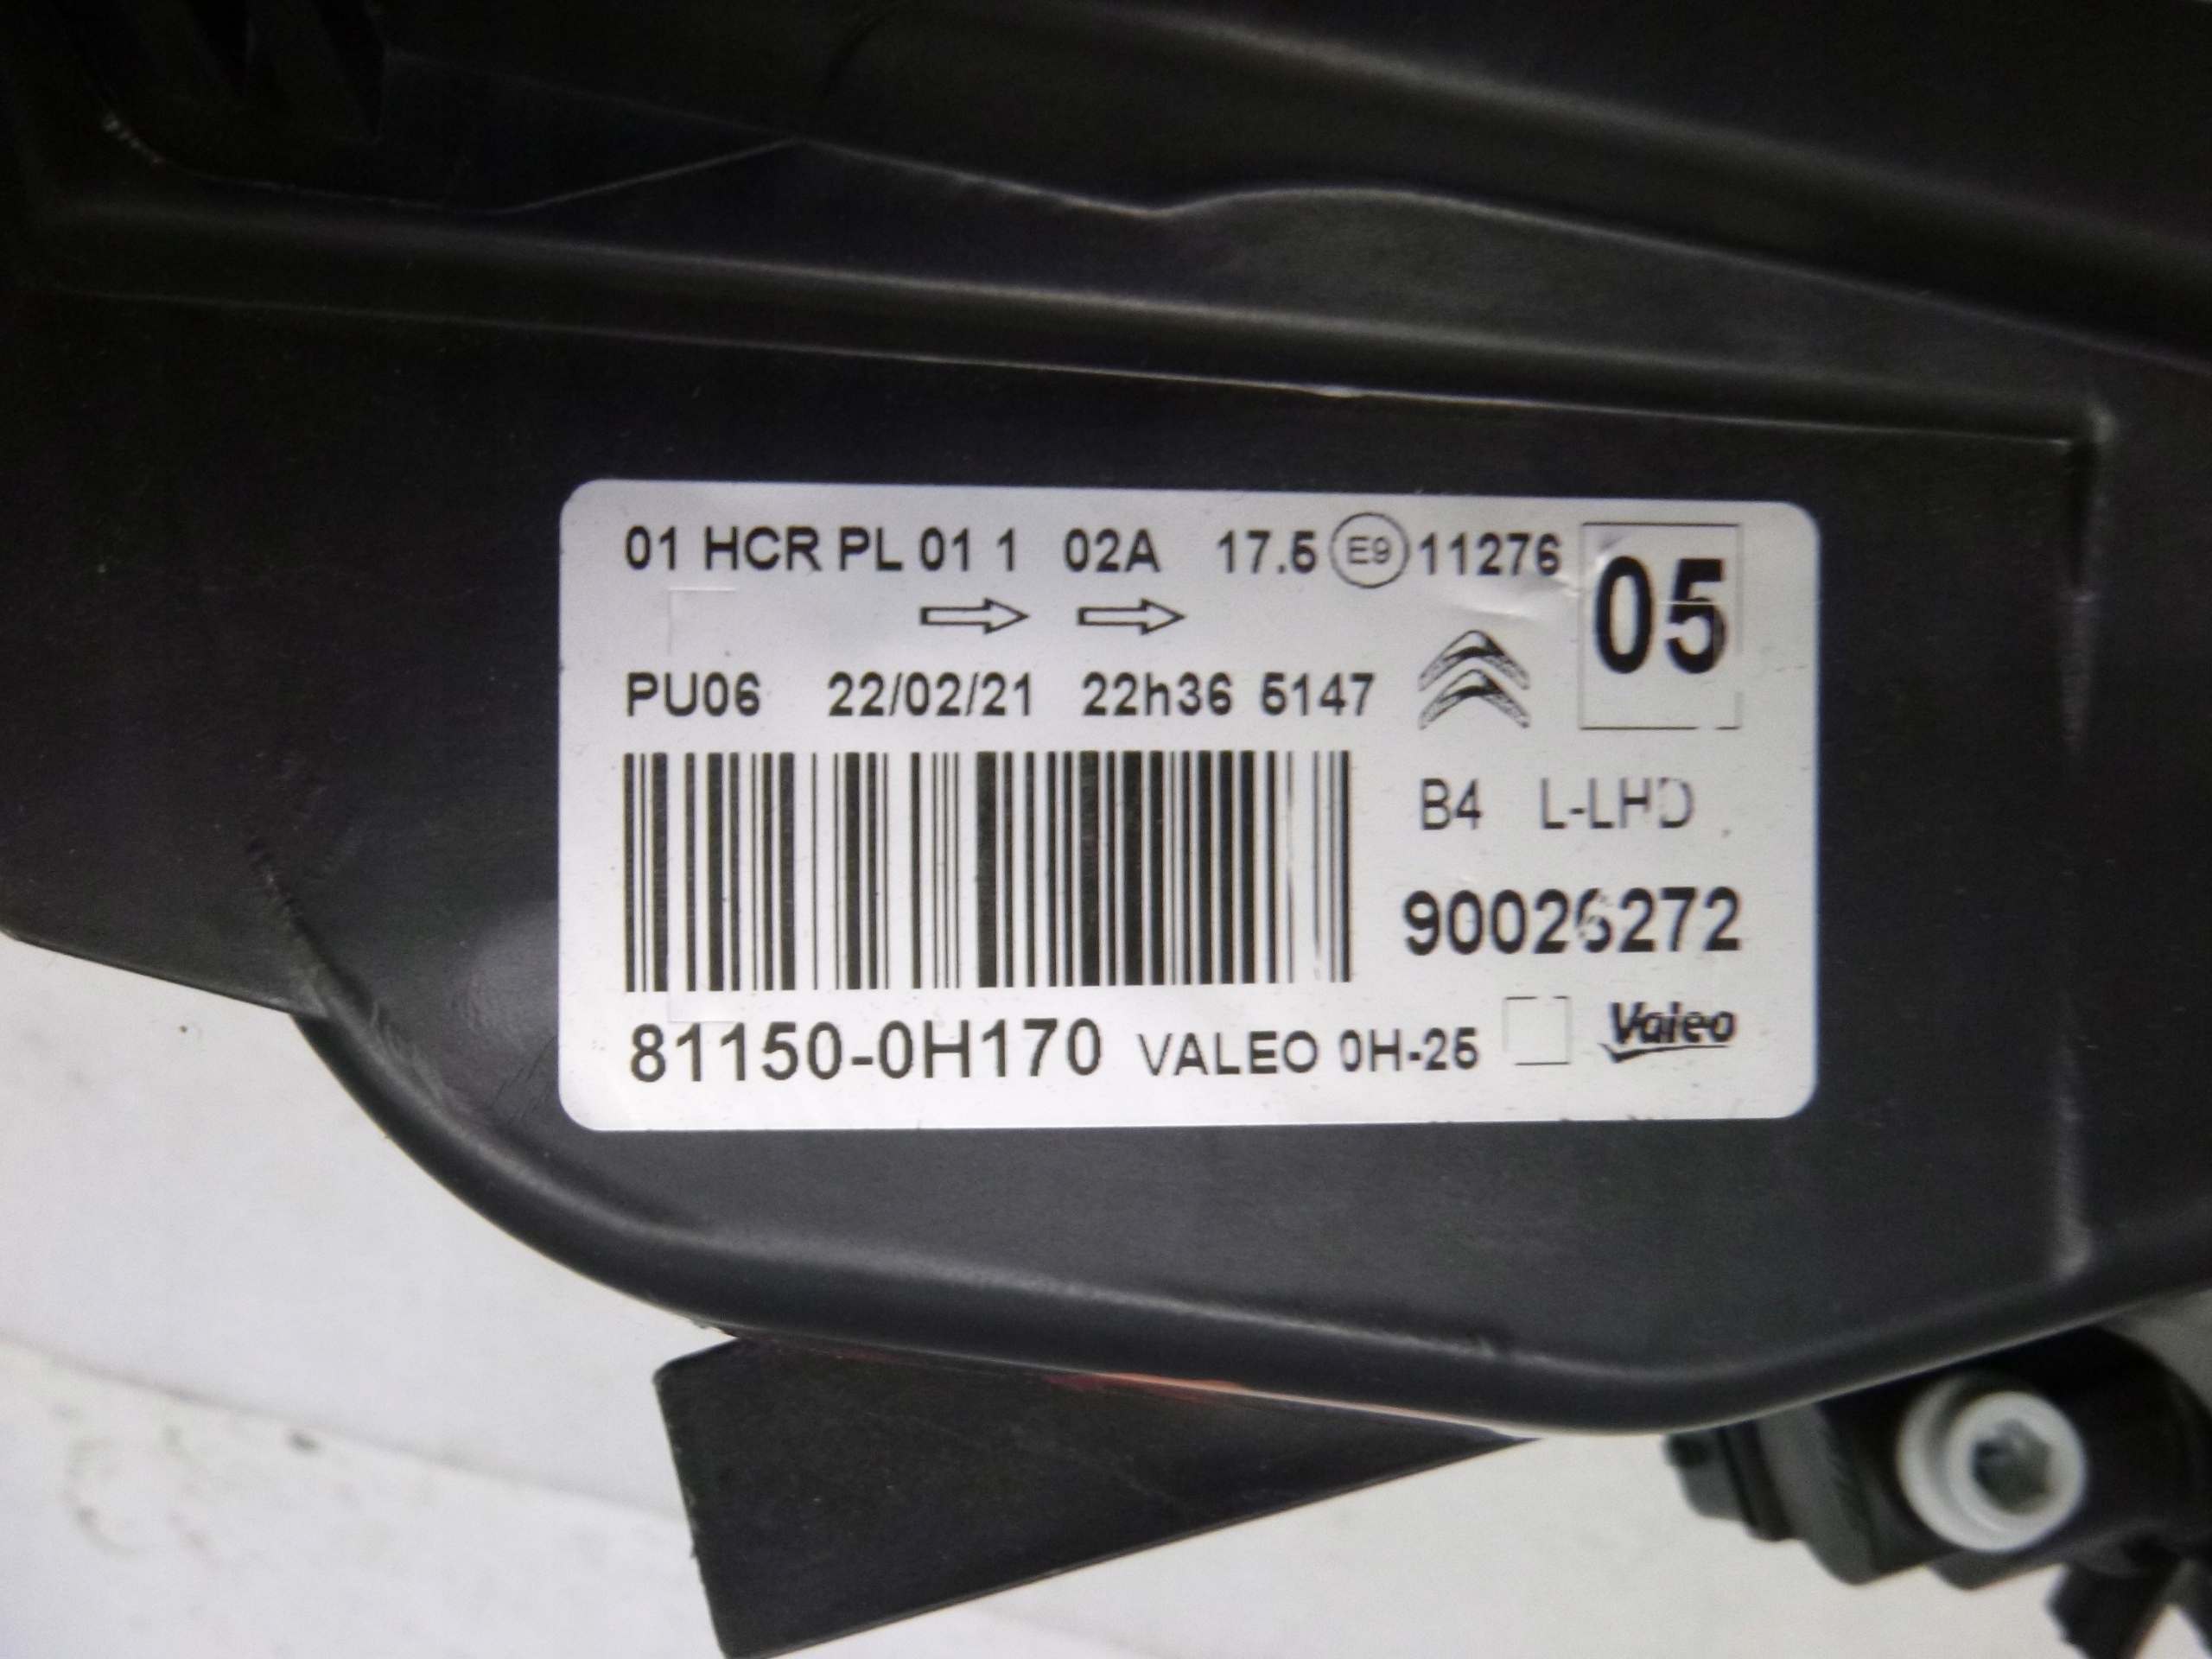 01 HCR PL 01 1 02A 17.5 E9 11276 05
PU06 22/02/21 22h36 5147
B4 L-LHD
90026272
81150-0H170 VALEO 0H-26 Valeo